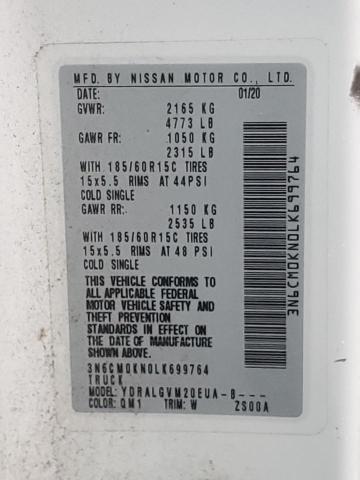 MFD. BY NISSAN MOTOR CO., LTD.
DATE: 01/20
GVWR: 2165 KG
4773 LB
GAWR FR: 1050 KG
2315 LB
WITH 185/60R15C TIRES
15x5.5 RIMS AT 44PSI
COLD SINGLE
GAWR RR: 1150 KG
2535 LB
WITH 185/60R15C TIRES
15x5.5 RIMS AT 48 PSI
COLD SINGLE
THIS VEHICLE CONFORMS TO
ALL APPLICABLE FEDERAL
MOTOR VEHICLE SAFETY AND
THEFT PREVENTION
STANDARDS IN EFFECT ON
THE DATE OF MANUFACTURE
SHOWN ABOVE.
3N6CM0KN0LK699764
TRUCK
MODEL: YDRALGVM20EUA-B---
COLOR: QM1 TRIM: W ZS00A
3N6CM0KN0LK699764